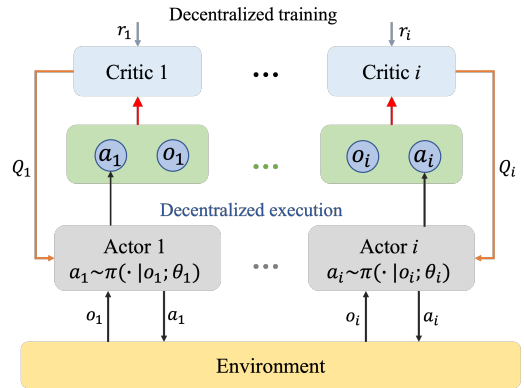 Decentralized training
r₁ rᵢ
Critic 1 ... Critic i
a₁ o₁ ... oᵢ aᵢ
Q₁ Qᵢ
Decentralized execution
Actor 1 ... Actor i
a₁~π(· |o₁; θ₁) aᵢ~π(· |oᵢ; θᵢ)
o₁ a₁ oᵢ aᵢ
Environment